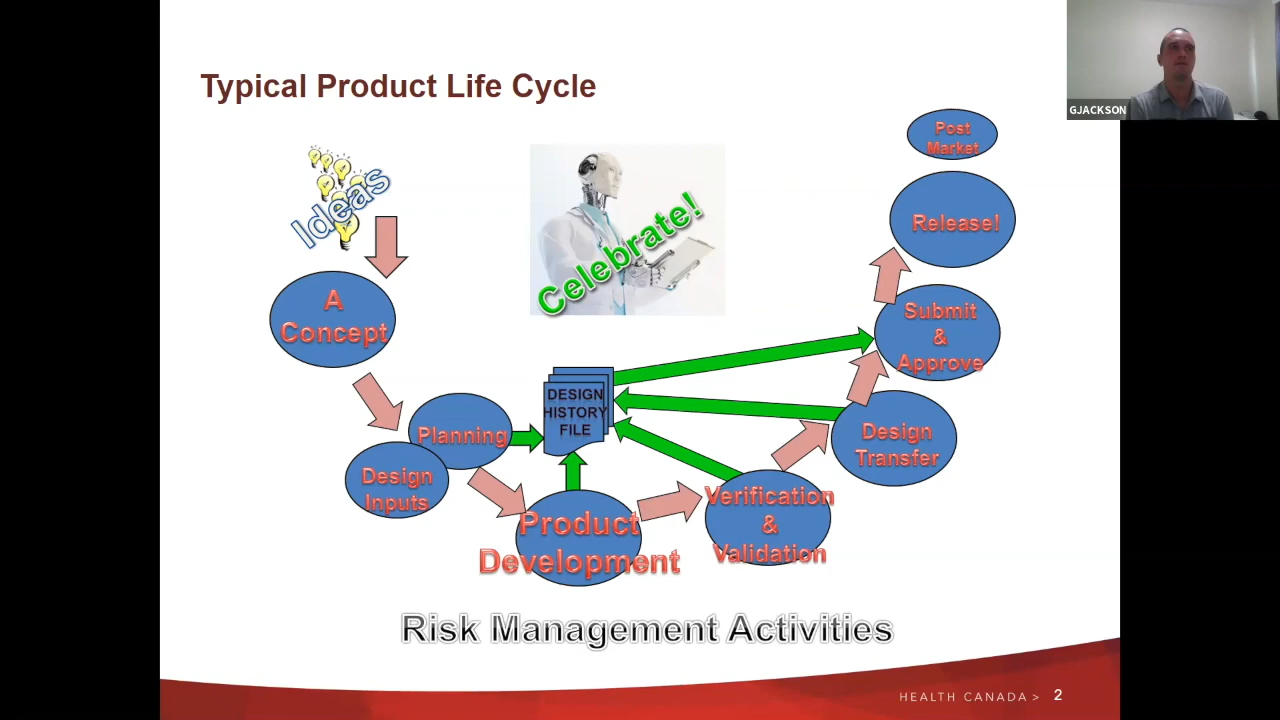 Typical Product Life Cycle
GJACKSON
Ideas
Celebrate!
Post
Market
Release!
A
Concept
Submit
&
Approve
DESIGN
HISTORY
FILE
Planning
Design
Inputs
Design
Transfer
Product
Development
Verification
&
Validation
Risk Management Activities
HEALTH CANADA > 2